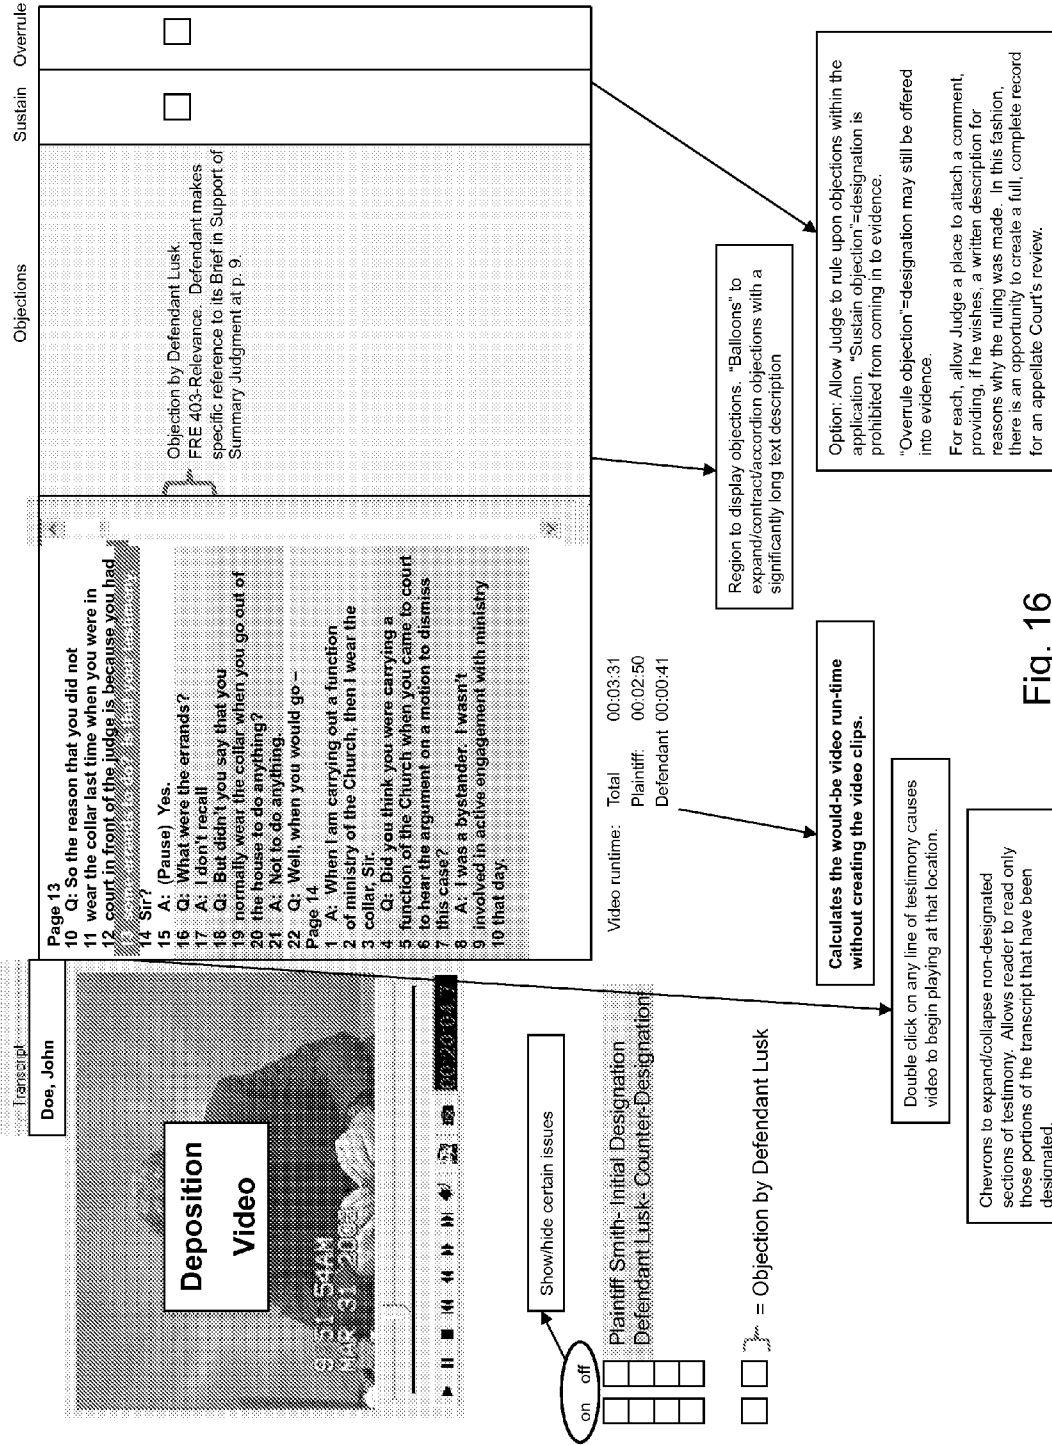 Transcript
Doe, John
Deposition
Video
Page 13
10 Q: So the reason that you did not
11 wear the collar last time when you were in
12 court in front of the judge is because you had
13
14 Sir?
15 A: (Pause) Yes.
16 Q: What were the errands?
17 A: I don't recall
18 Q: But didn't you say that you
19 normally wear the collar when you go out of
20 the house to do anything?
21 A: Not to do anything.
22 Q: Well, when you would go –
Page 14
1 A: When I am carrying out a function
2 of ministry of the Church, then I wear the
3 collar, Sir.
4 Q: Did you think you were carrying a
5 function of the Church when you came to court
6 to hear the argument on a motion to dismiss
7 this case?
8 A: I was a bystander. I wasn't
9 involved in active engagement with ministry
10 that day.
Objections
Sustain
Overrule
Objection by Defendant Lusk.
FRE 403-Relevance. Defendant makes
specific reference to its Brief in Support of
Summary Judgment at p. 9.
on off
Show/hide certain issues
Plaintiff Smith- Initial Designation
Defendant Lusk- Counter-Designation
= Objection by Defendant Lusk
Video runtime: Total 00:03:31
Plaintiff: 00:02:50
Defendant 00:00:41
Calculates the would-be video run-time
without creating the video clips.
Region to display objections. "Balloons" to
expand/contract/accordion objections with a
significantly long text description
Option: Allow Judge to rule upon objections within the
application. "Sustain objection"=designation is
prohibited from coming in to evidence.
"Overrule objection"=designation may still be offered
into evidence.
For each, allow Judge a place to attach a comment,
providing, if he wishes, a written description for
reasons why the ruling was made. In this fashion,
there is an opportunity to create a full, complete record
for an appellate Court's review.
Double click on any line of testimony causes
video to begin playing at that location.
Chevrons to expand/collapse non-designated
sections of testimony. Allows reader to read only
those portions of the transcript that have been
designated.
Fig. 16